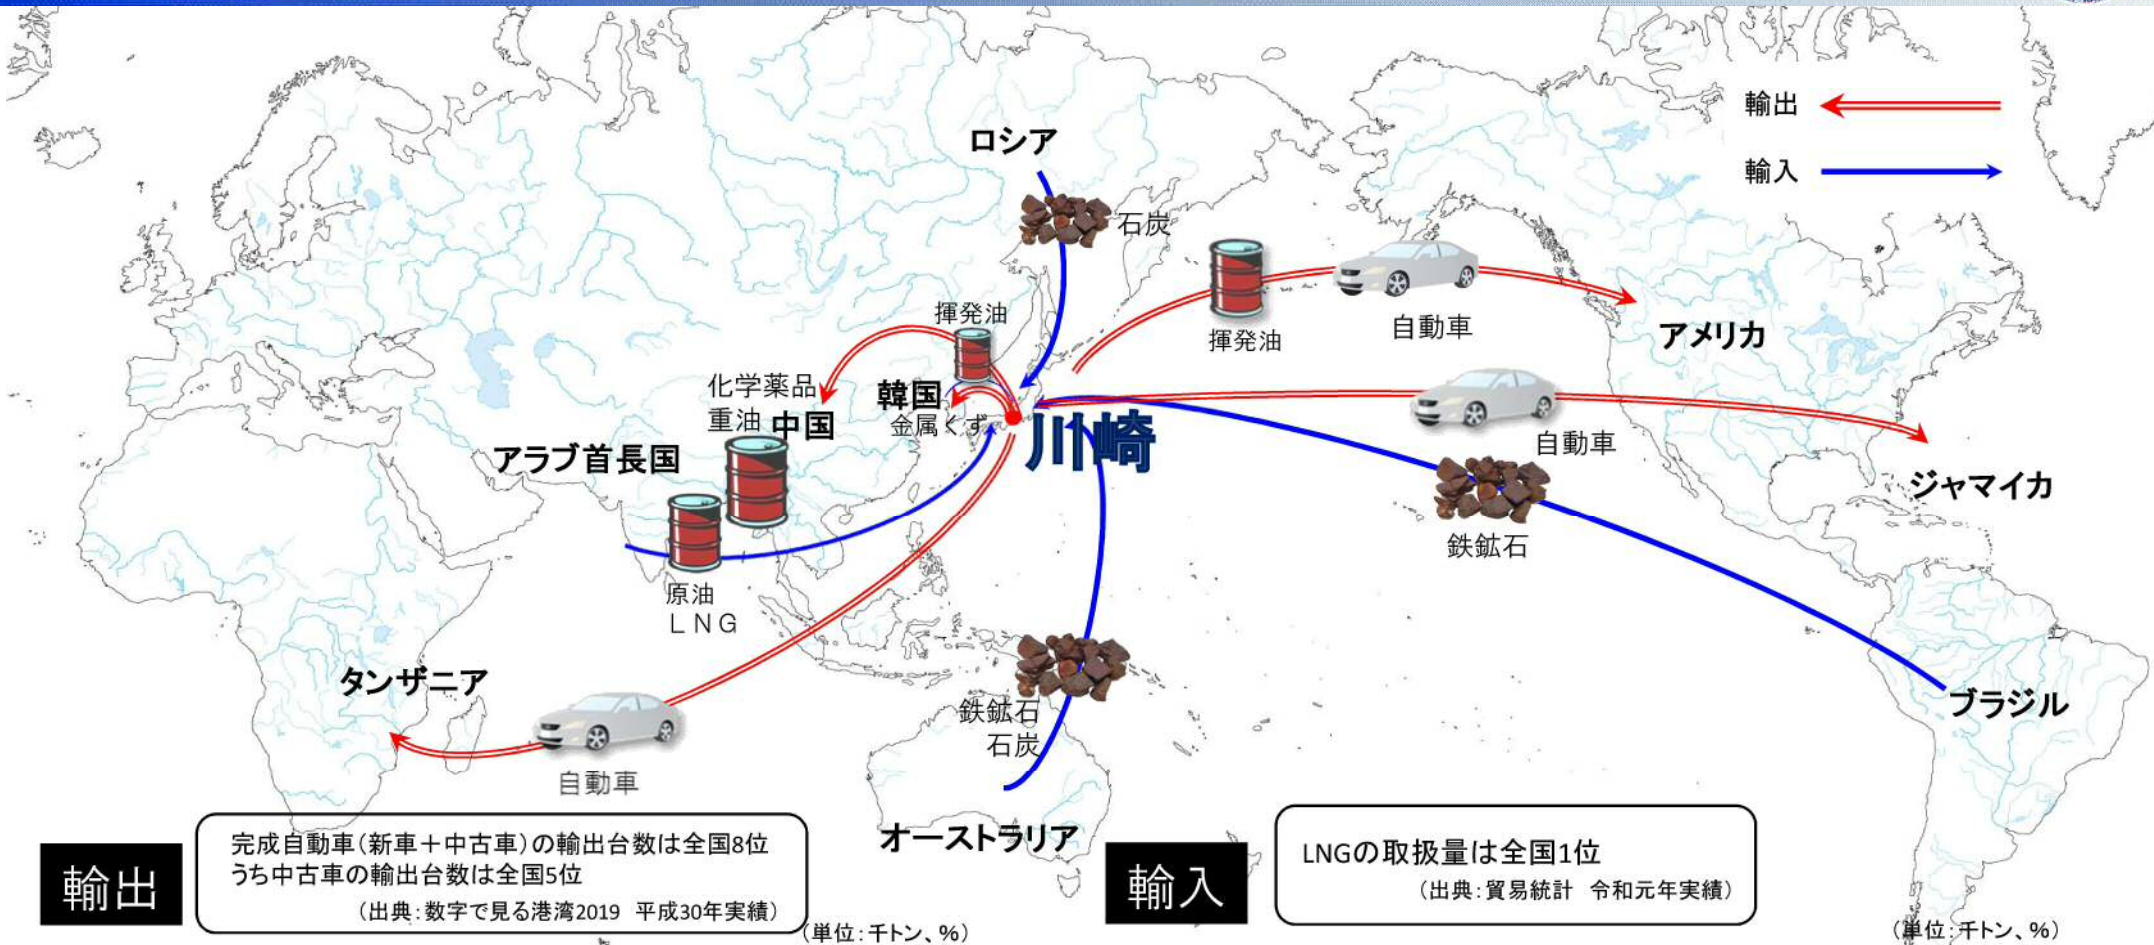 輸出
輸入
ロシア
石炭
揮発油
自動車
アメリカ
揮発油
化学薬品
重油
中国
韓国
金属くず
川崎
自動車
ジャマイカ
アラブ首長国
鉄鉱石
原油
LNG
タンザニア
自動車
鉄鉱石
石炭
オーストラリア
ブラジル
輸出
完成自動車(新車+中古車)の輸出台数は全国8位
うち中古車の輸出台数は全国5位
(出典:数字で見る港湾2019 平成30年実績)
(単位:千トン、%)
輸入
LNGの取扱量は全国1位
(出典:貿易統計 令和元年実績)
(単位:千トン、%)